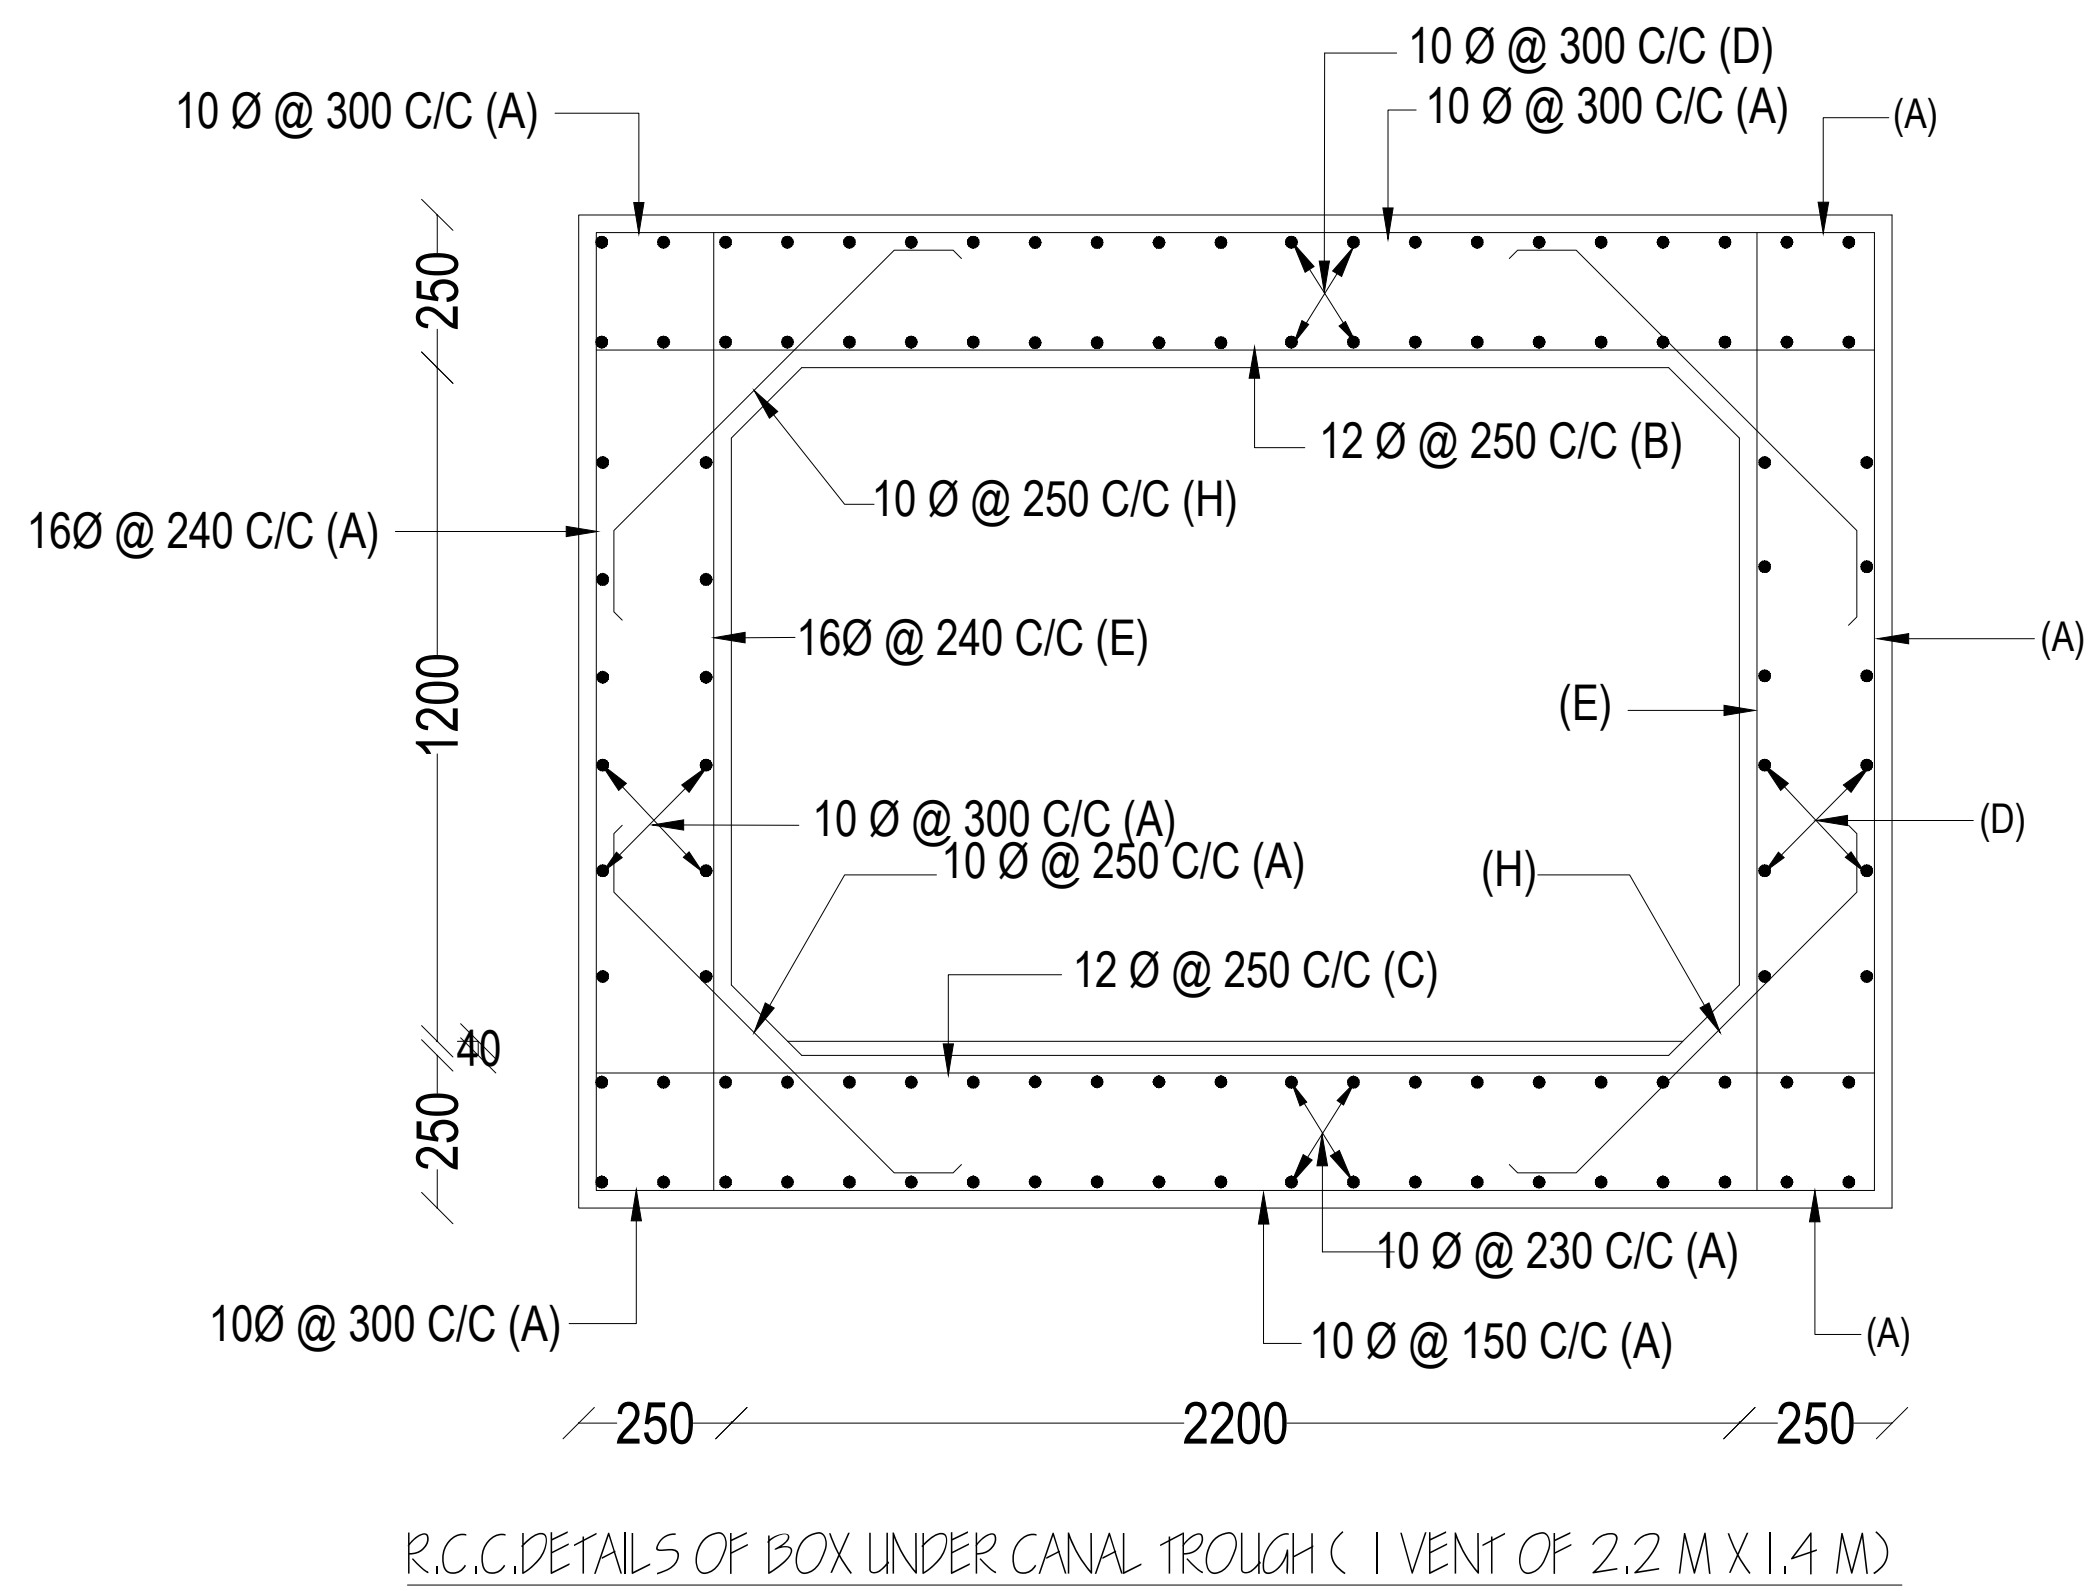 10 Ø @ 300 C/C (D)
10 Ø @ 300 C/C (A)
10 Ø @ 300 C/C (A)
(A)
250
12 Ø @ 250 C/C (B)
10 Ø @ 250 C/C (H)
16Ø @ 240 C/C (A)
16Ø @ 240 C/C (E)
(A)
1200
(E)
10 Ø @ 300 C/C (A)
(D)
10 Ø @ 250 C/C (A)
(H)
12 Ø @ 250 C/C (C)
40
250
10 Ø @ 230 C/C (A)
10Ø @ 300 C/C (A)
10 Ø @ 150 C/C (A)
(A)
250
2200
250
R.C.C.DETAILS OF BOX UNDER CANAL TROUGH ( 1 VENT OF 2.2 M X 1.4 M)